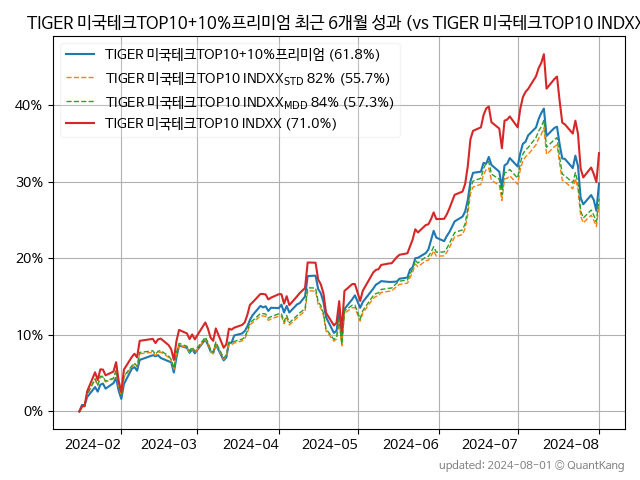 TIGER 미국테크TOP10+10%프리미엄 최근 6개월 성과 (vs TIGER 미국테크TOP10 INDXX
TIGER 미국테크TOP10+10%프리미엄 (61.8%)
TIGER 미국테크TOP10 INDXXSTD 82% (55.7%)
TIGER 미국테크TOP10 INDXXMDD 84% (57.3%)
TIGER 미국테크TOP10 INDXX (71.0%)
40%
30%
20%
10%
0%
2024-02 2024-03 2024-04 2024-05 2024-06 2024-07 2024-08
updated: 2024-08-01 © QuantKang